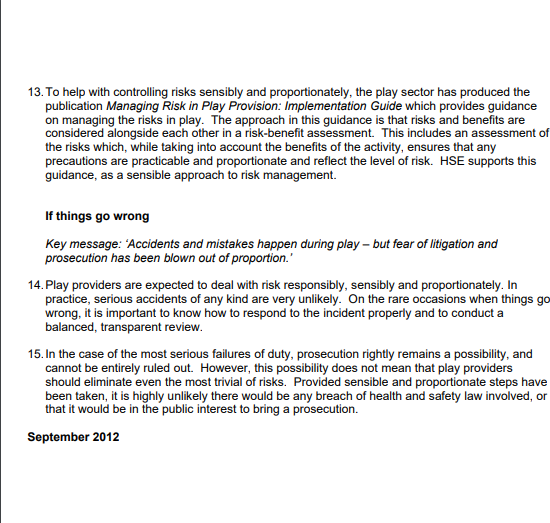 13. To help with controlling risks sensibly and proportionately, the play sector has produced the
publication Managing Risk in Play Provision: Implementation Guide which provides guidance
on managing the risks in play.  The approach in this guidance is that risks and benefits are
considered alongside each other in a risk-benefit assessment.  This includes an assessment of
the risks which, while taking into account the benefits of the activity, ensures that any
precautions are practicable and proportionate and reflect the level of risk.  HSE supports this
guidance, as a sensible approach to risk management.
If things go wrong
Key message: ‘Accidents and mistakes happen during play – but fear of litigation and
prosecution has been blown out of proportion.’
14. Play providers are expected to deal with risk responsibly, sensibly and proportionately. In
practice, serious accidents of any kind are very unlikely.  On the rare occasions when things go
wrong, it is important to know how to respond to the incident properly and to conduct a
balanced, transparent review.
15. In the case of the most serious failures of duty, prosecution rightly remains a possibility, and
cannot be entirely ruled out.  However, this possibility does not mean that play providers
should eliminate even the most trivial of risks.  Provided sensible and proportionate steps have
been taken, it is highly unlikely there would be any breach of health and safety law involved, or
that it would be in the public interest to bring a prosecution.
September 2012